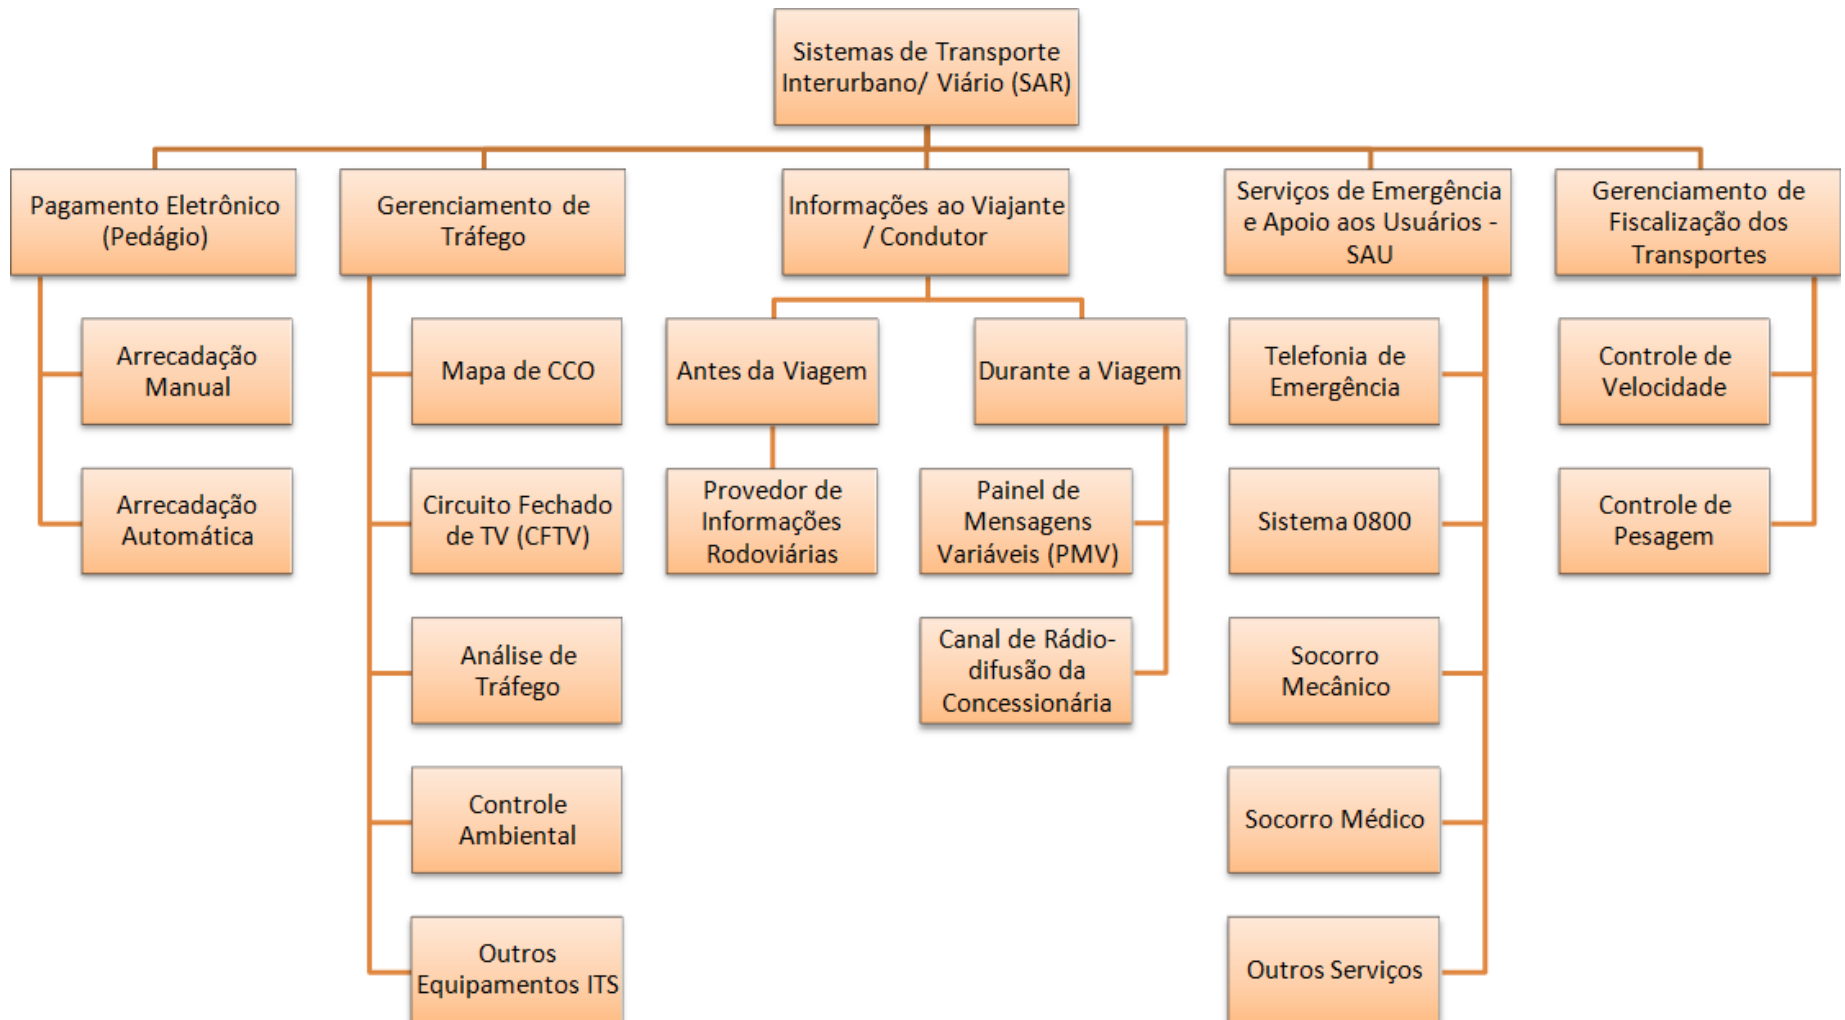 Sistemas de Transporte
Interurbano/ Viário (SAR)
Pagamento Eletrônico
(Pedágio)
Gerenciamento de
Tráfego
Informações ao Viajante
/ Condutor
Serviços de Emergência
e Apoio aos Usuários -
SAU
Gerenciamento de
Fiscalização dos
Transportes
Arrecadação
Manual
Mapa de CCO
Antes da Viagem
Durante a Viagem
Telefonia de
Emergência
Controle de
Velocidade
Arrecadação
Automática
Circuito Fechado
de TV (CFTV)
Provedor de
Informações
Rodoviárias
Painel de
Mensagens
Variáveis (PMV)
Sistema 0800
Controle de
Pesagem
Análise de
Tráfego
Canal de Rádio-
difusão da
Concessionária
Socorro
Mecânico
Controle
Ambiental
Socorro Médico
Outros
Equipamentos ITS
Outros Serviços